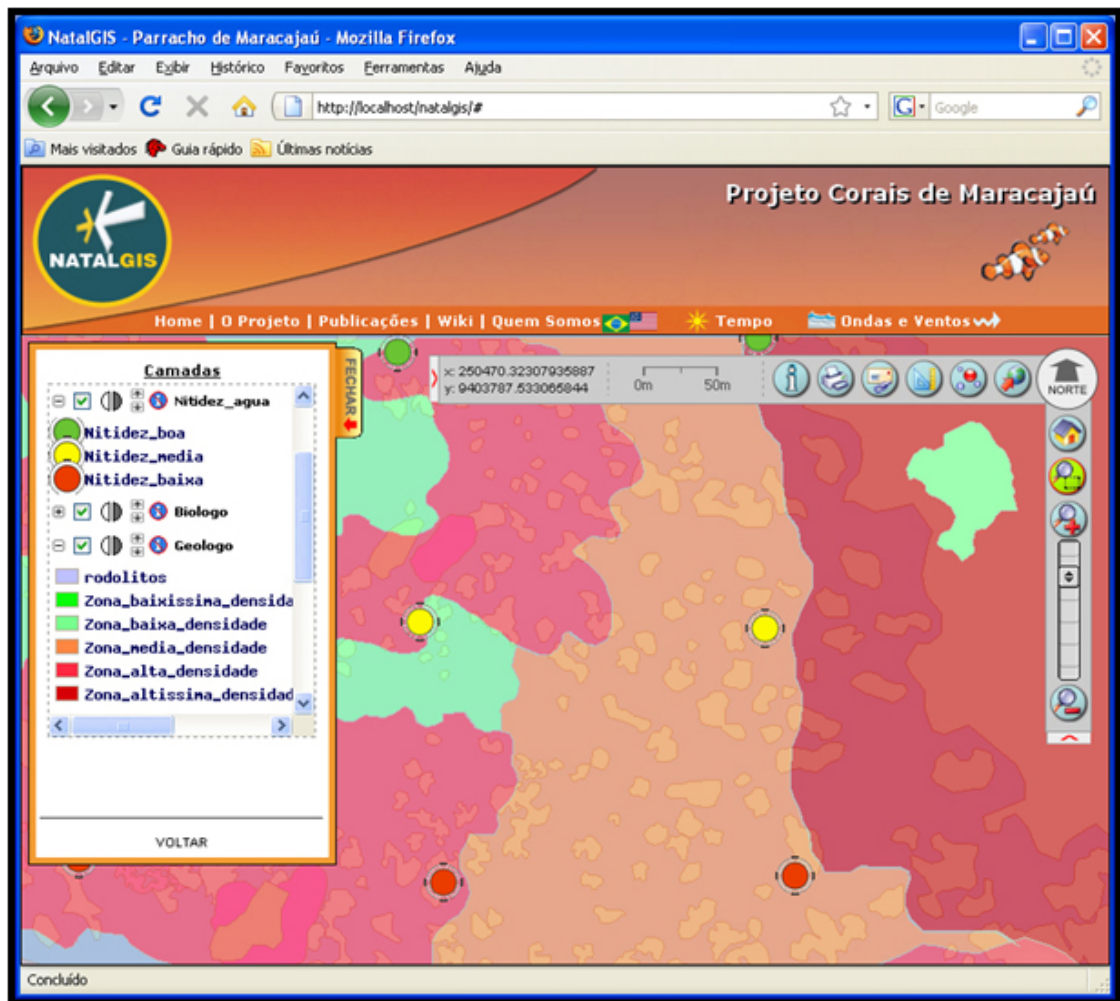 NatalGIS - Parracho de Maracajaú - Mozilla Firefox
Arquivo Editar Exibir Histórico Favoritos Ferramentas Ajuda
http://localhost/natalgis/#
G Google
Mais visitados Guia rápido Últimas notícias
NATALGIS
Projeto Corais de Maracajaú
Home | O Projeto | Publicações | Wiki | Quem Somos Tempo Ondas e Ventos
Camadas
FECHAR
x: 250470.32307935887
y: 9403787.533065844
0m 50m
NORTE
Nitidez_agua
Nitidez_boa
Nitidez_media
Nitidez_baixa
Biologo
Geologo
rodolitos
Zona_baixissima_densida
Zona_baixa_densidade
Zona_media_densidade
Zona_alta_densidade
Zona_altissima_densidad
VOLTAR
Concluído